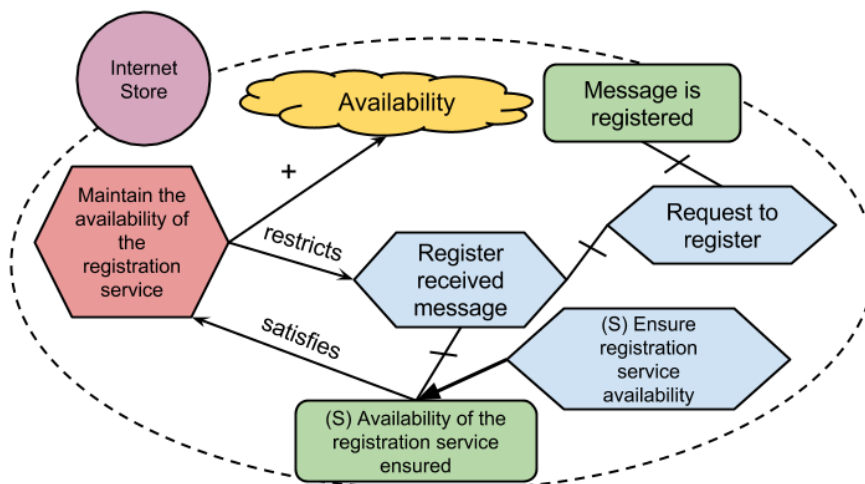 Internet
Store
Availability
+
Message is
registered
Maintain the
availability of
the
registration
service
restricts
Register
received
message
Request to
register
satisfies
(S) Ensure
registration
service
availability
(S) Availability of the
registration service
ensured